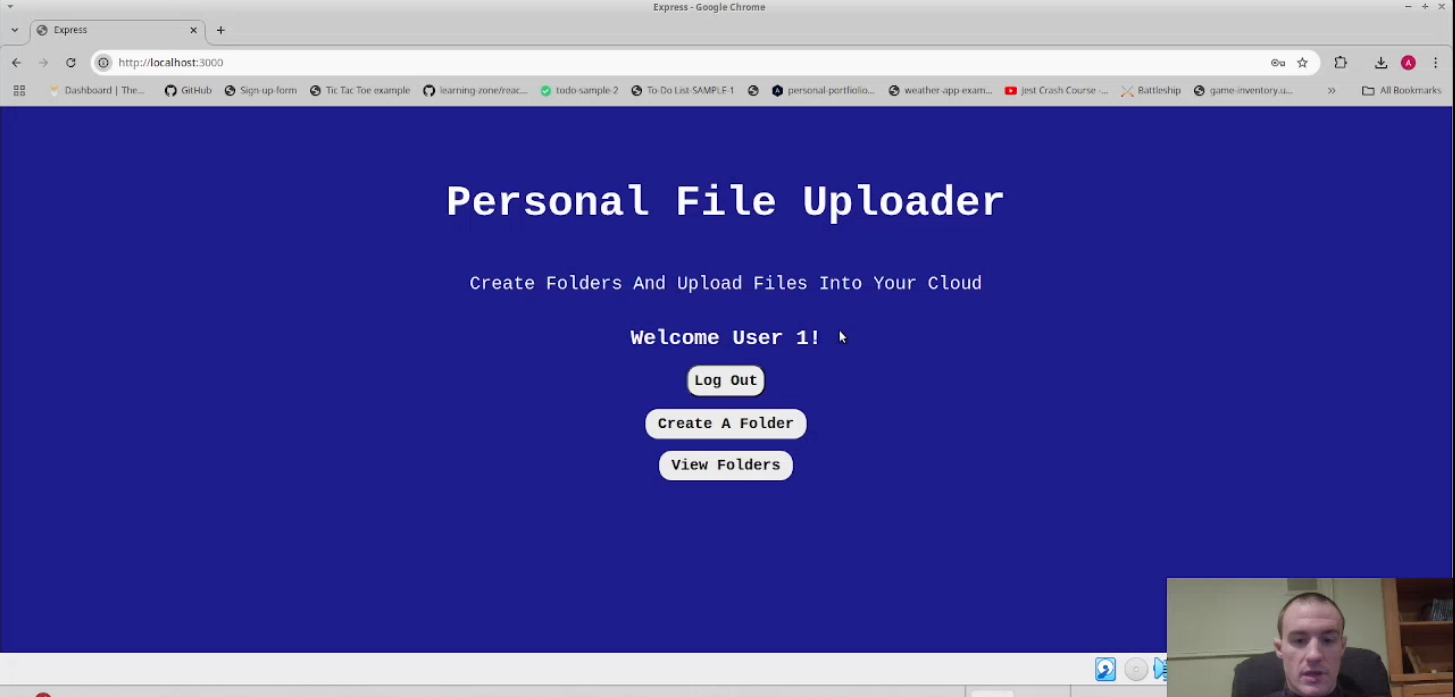 Express - Google Chrome
Express
http://localhost:3000
A
Dashboard | The...
GitHub
Sign-up-form
Tic Tac Toe example
learning-zone/reac...
todo-sample-2
To-Do List-SAMPLE-1
personal-portfiolio...
weather-app-exam...
Jest Crash Course -...
Battleship
game-inventory.u...
All Bookmarks
Personal File Uploader
Create Folders And Upload Files Into Your Cloud
Welcome User 1!
Log Out
Create A Folder
View Folders